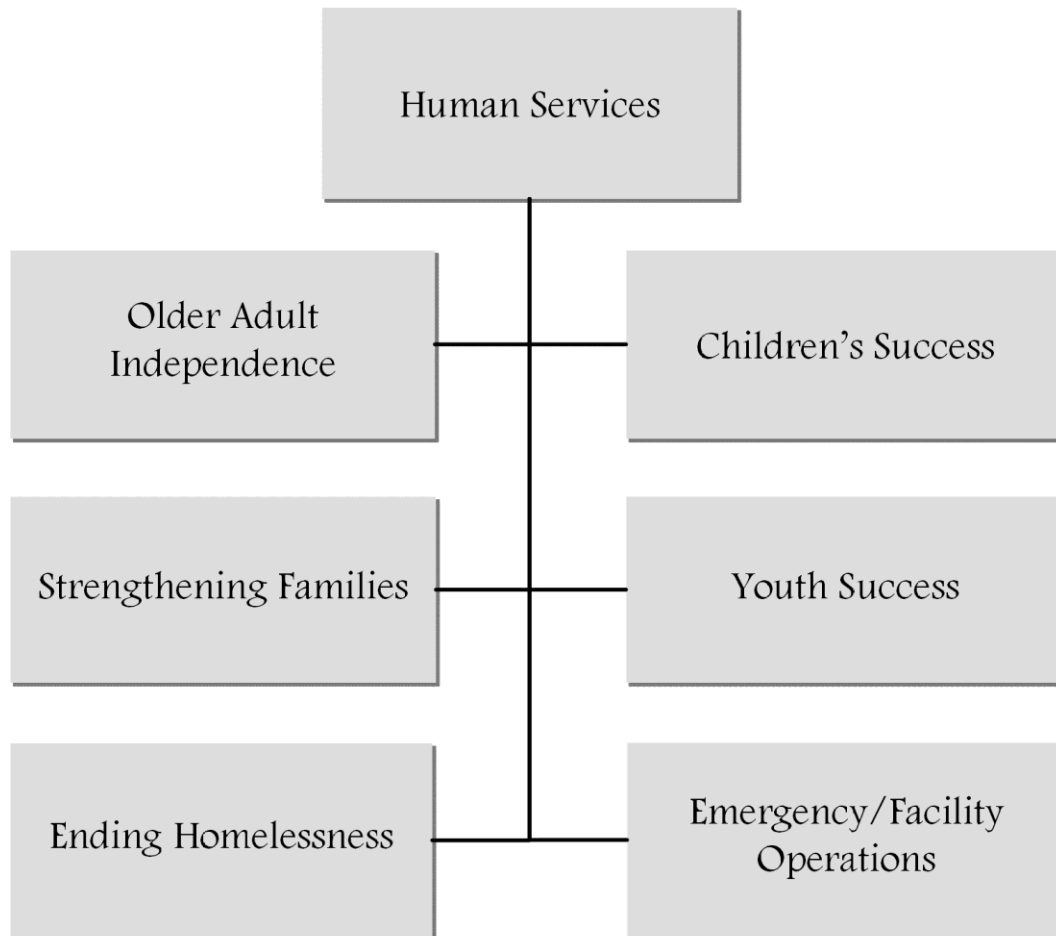 Human Services
Older Adult
Independence
Children’s Success
Strengthening Families
Youth Success
Ending Homelessness
Emergency/Facility
Operations